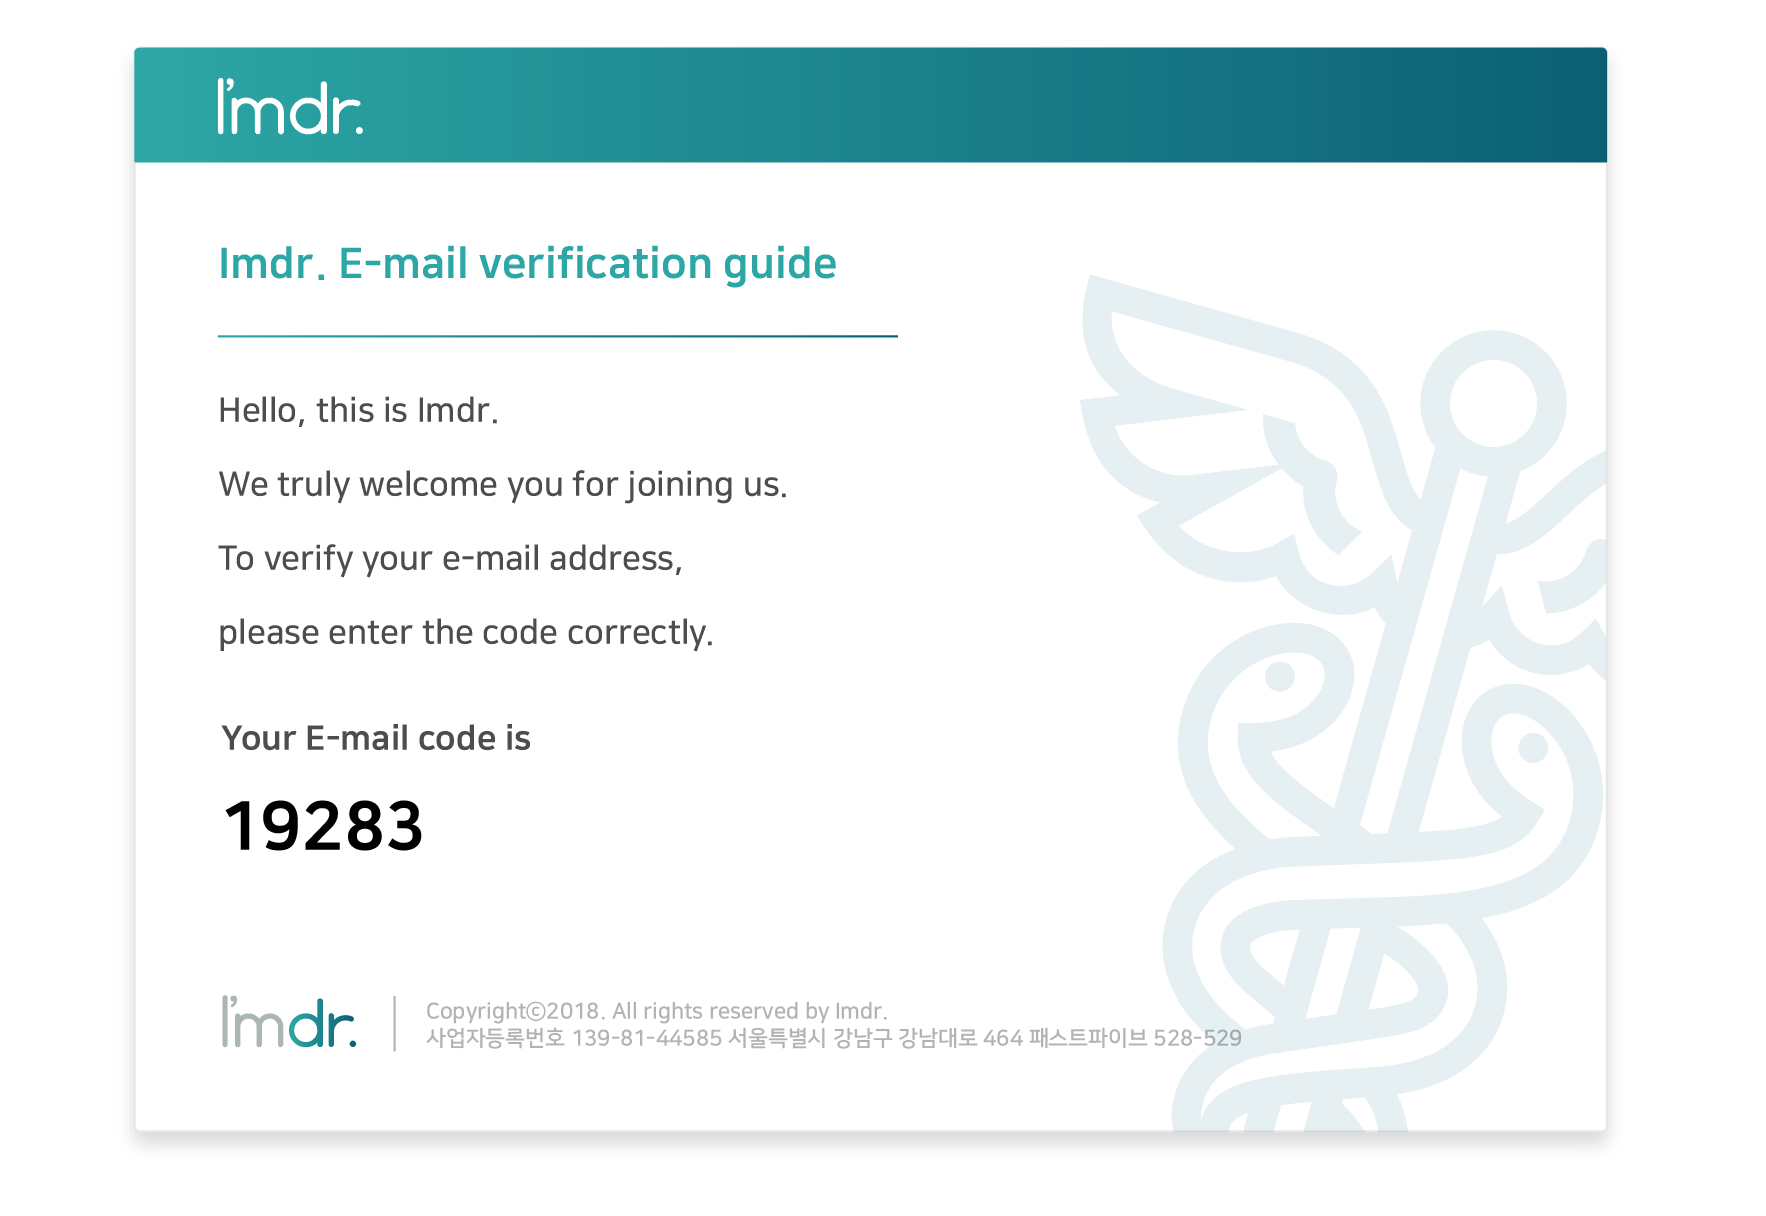 I'mdr.
Imdr. E-mail verification guide
Hello, this is Imdr.
We truly welcome you for joining us.
To verify your e-mail address,
please enter the code correctly.
Your E-mail code is
19283
I'mdr.
Copyrightⓒ2018. All rights reserved by Imdr.
사업자등록번호 139-81-44585 서울특별시 강남구 강남대로 464 패스트파이브 528-529